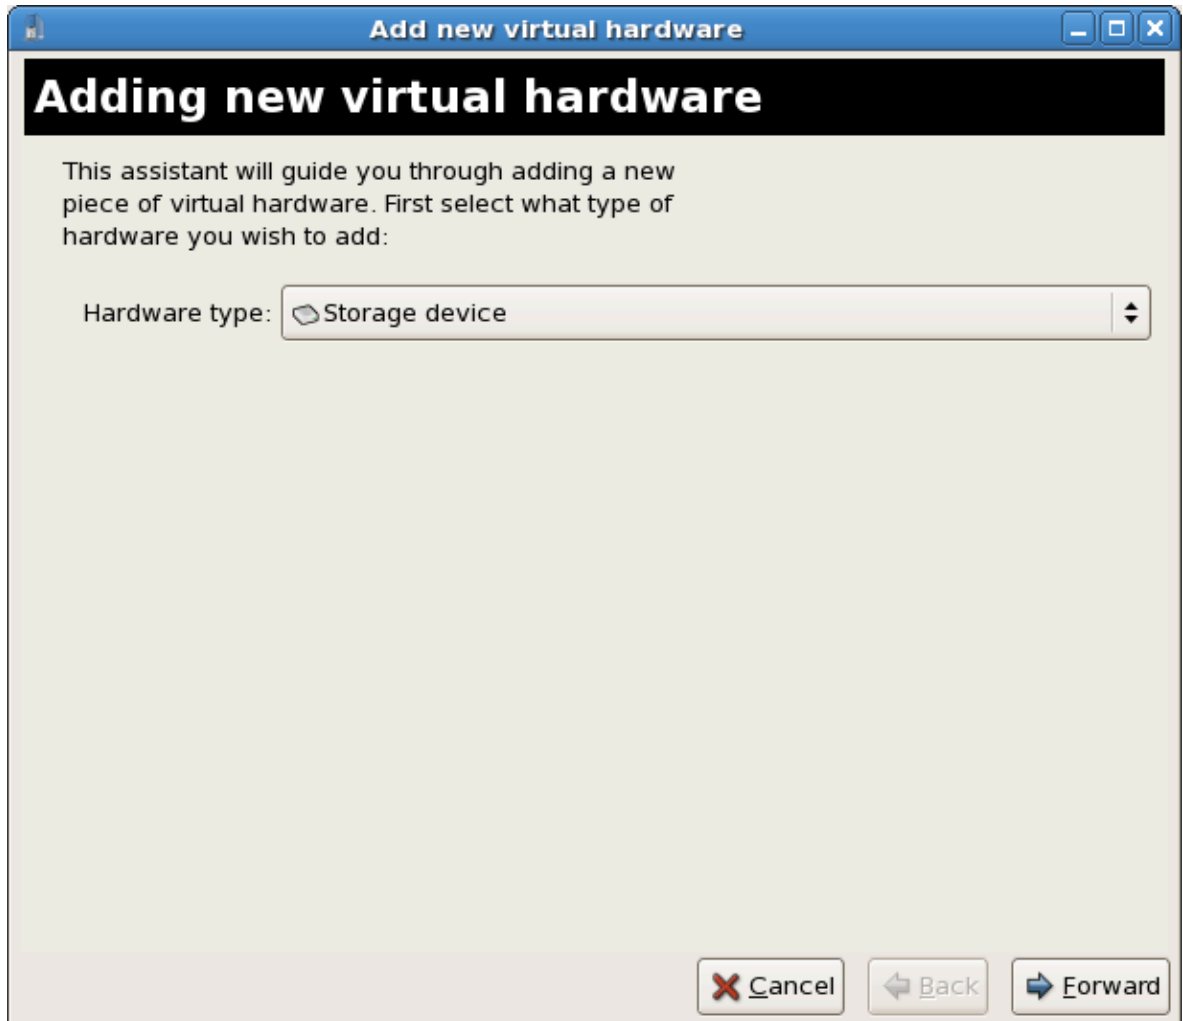 Add new virtual hardware
Adding new virtual hardware
This assistant will guide you through adding a new
piece of virtual hardware. First select what type of
hardware you wish to add:
Hardware type: Storage device
Cancel Back Forward